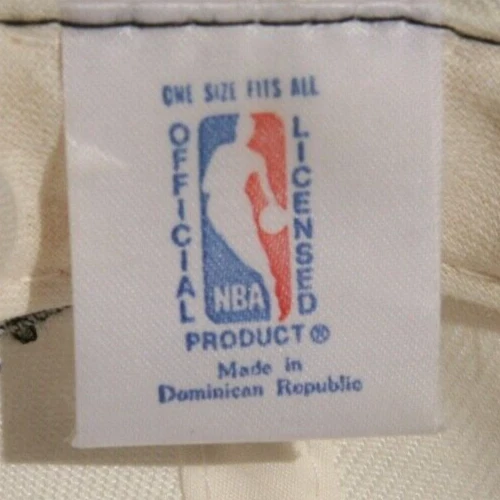 ONE SIZE FITS ALL
OFFICIAL
LICENSED
NBA
PRODUCT®
Made in
Dominican Republic